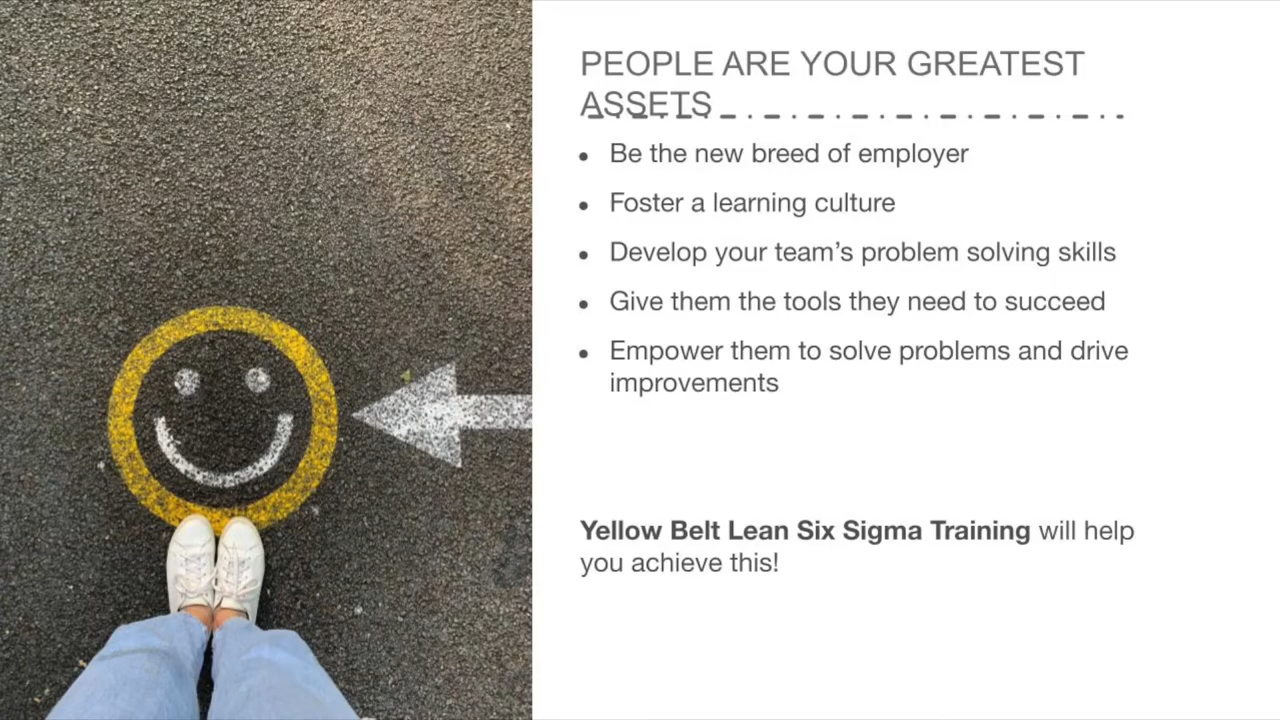 PEOPLE ARE YOUR GREATEST
ASSETS
• Be the new breed of employer
• Foster a learning culture
• Develop your team’s problem solving skills
• Give them the tools they need to succeed
• Empower them to solve problems and drive
improvements
Yellow Belt Lean Six Sigma Training will help
you achieve this!